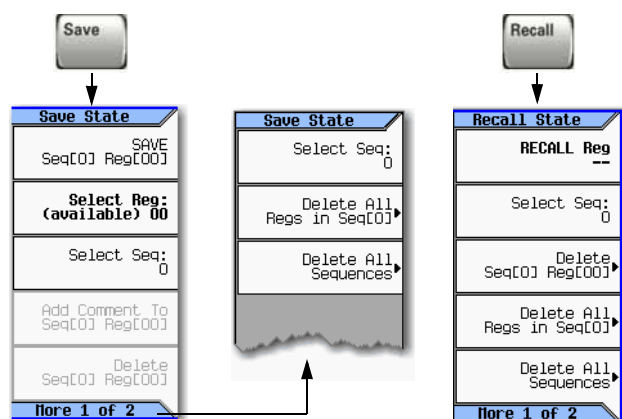 Save
Save State
SAVE
Seq[0] Reg[00]
Select Reg:
(available) 00
Select Seq:
0
Add Comment To
Seq[0] Reg[00]
Delete
Seq[0] Reg[00]
More 1 of 2
Save State
Select Seq:
0
Delete All
Regs in Seq[0]
Delete All
Sequences
Recall
Recall State
RECALL Reg
--
Select Seq:
0
Delete
Seq[0] Reg[00]
Delete All
Regs in Seq[0]
Delete All
Sequences
More 1 of 2